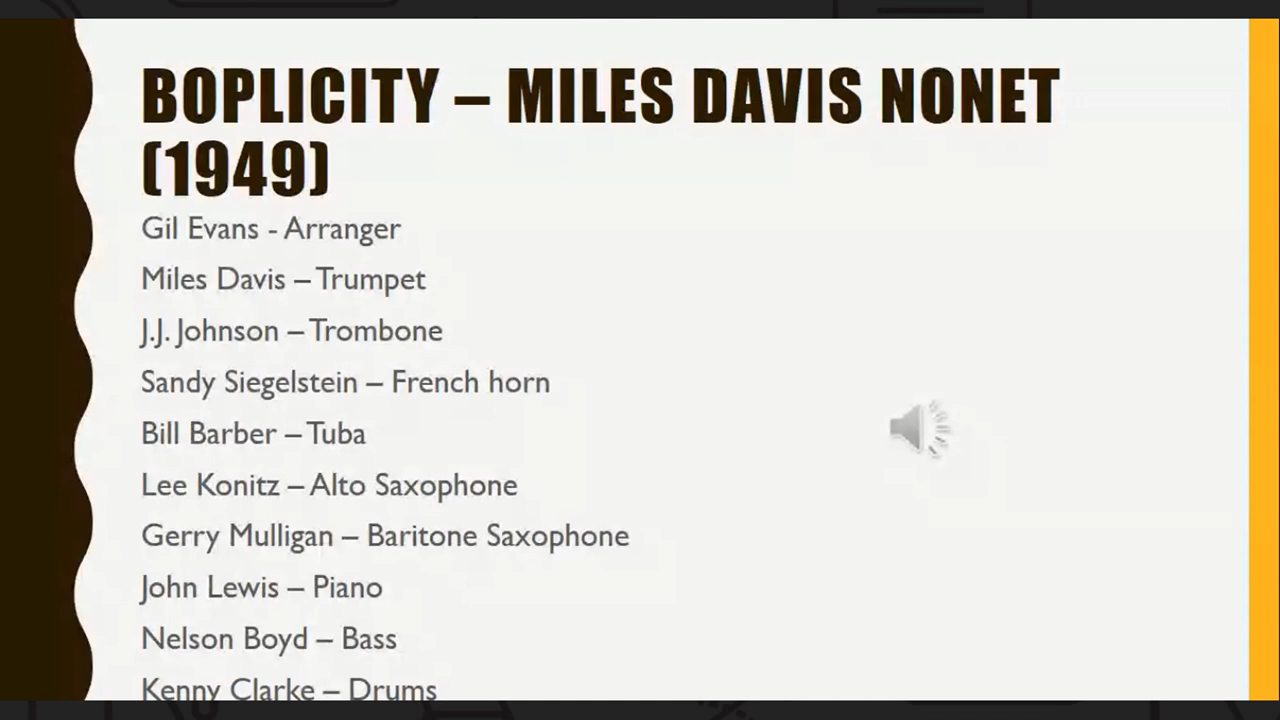 BOPLICITY – MILES DAVIS NONET
(1949)
Gil Evans - Arranger
Miles Davis – Trumpet
J.J. Johnson – Trombone
Sandy Siegelstein – French horn
Bill Barber – Tuba
Lee Konitz – Alto Saxophone
Gerry Mulligan – Baritone Saxophone
John Lewis – Piano
Nelson Boyd – Bass
Kenny Clarke – Drums